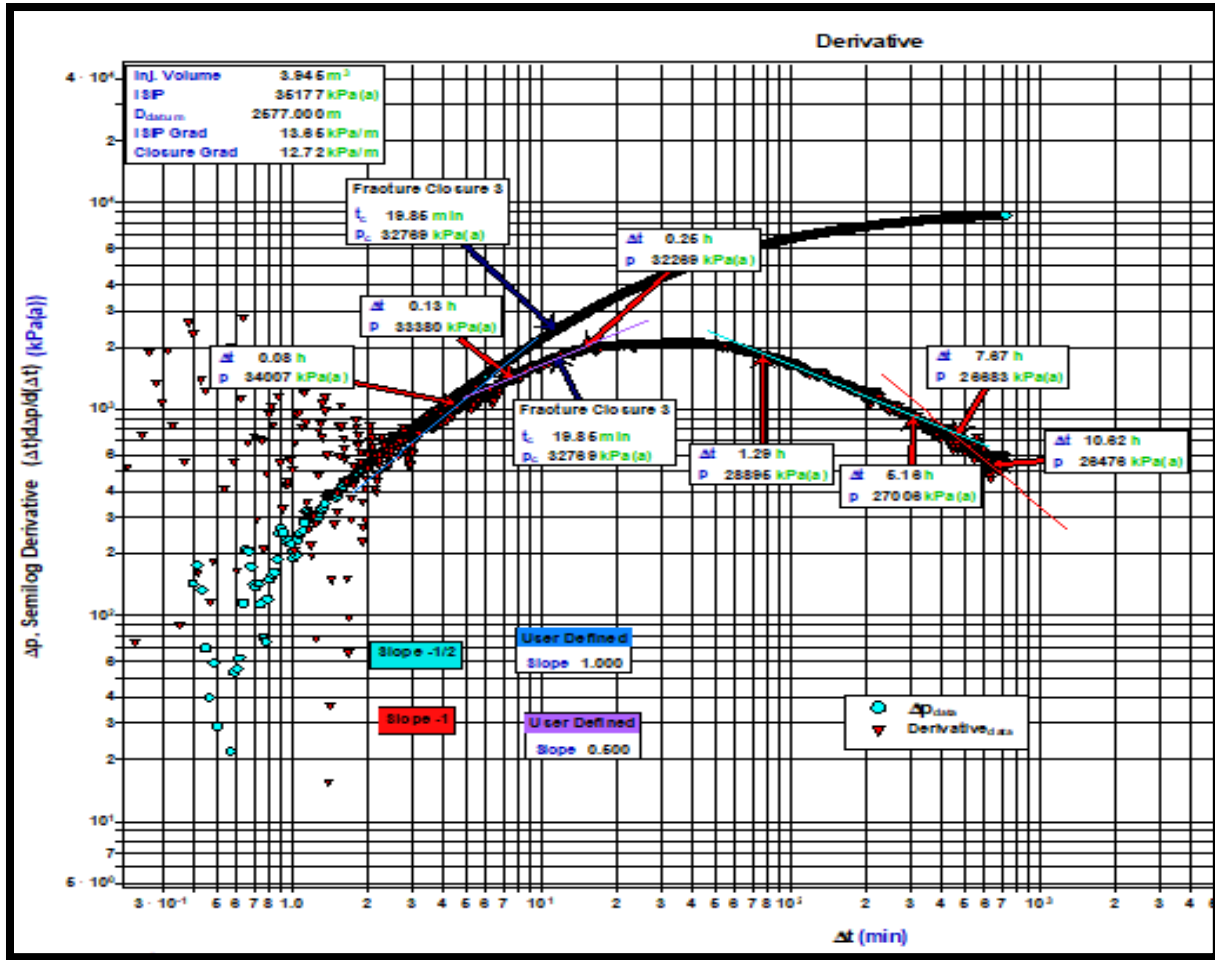 Derivative
Inj. Volume 3.945 m³
ISIP 35177 kPa(a)
Ddatum 2577.000 m
ISIP Grad 13.65 kPa/m
Closure Grad 12.72 kPa/m
Fracture Closure 3
tc 19.85 min
pc 32769 kPa(a)
Δt 0.25 h
p 32269 kPa(a)
Δt 0.13 h
p 33380 kPa(a)
Δt 0.08 h
p 34007 kPa(a)
Δt 7.67 h
p 26683 kPa(a)
Fracture Closure 3
tc 19.85 min
pc 32769 kPa(a)
Δt 1.29 h
p 28895 kPa(a)
Δt 5.16 h
p 27006 kPa(a)
Δt 10.62 h
p 26476 kPa(a)
Slope -1/2
User Defined
Slope 1.000
Slope -1
User Defined
Slope 0.500
Δpdata
Derivativedata
Δp, Semilog Derivative (Δt)dΔp/d(Δt) (kPa(a))
4·10⁴
2
10⁴
6
4
3
2
10³
6
4
3
2
10²
6
4
3
2
10¹
7
5·10⁰
3·10⁻¹ 5 6 7 8 1.0 2 3 4 5 6 7 10¹ 2 3 4 5 6 7 8 10² 2 3 4 5 6 7 10³ 2 3 4
Δt (min)